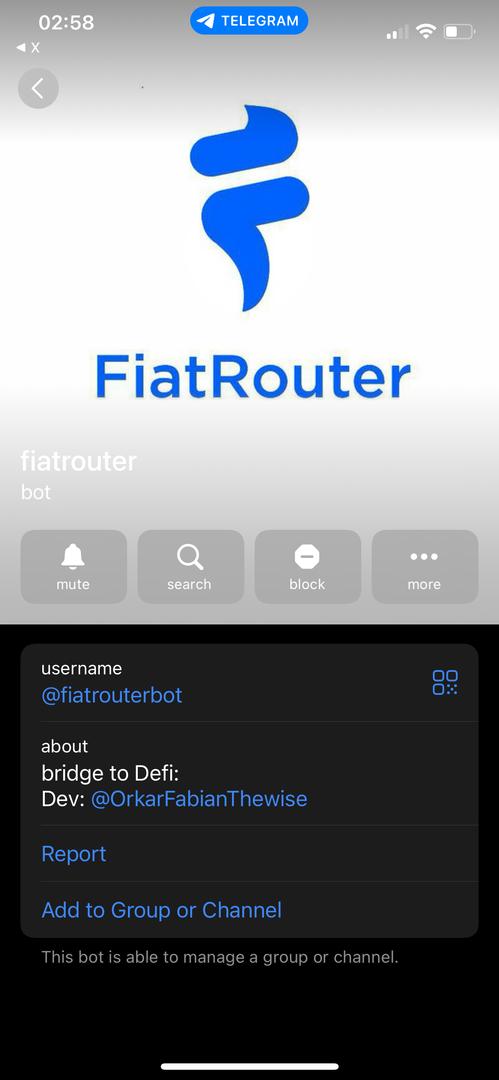 02:58
TELEGRAM
◀ X
FiatRouter
fiatrouter
bot
mute
search
block
more
username
@fiatrouterbot
about
bridge to Defi:
Dev: @OrkarFabianThewise
Report
Add to Group or Channel
This bot is able to manage a group or channel.